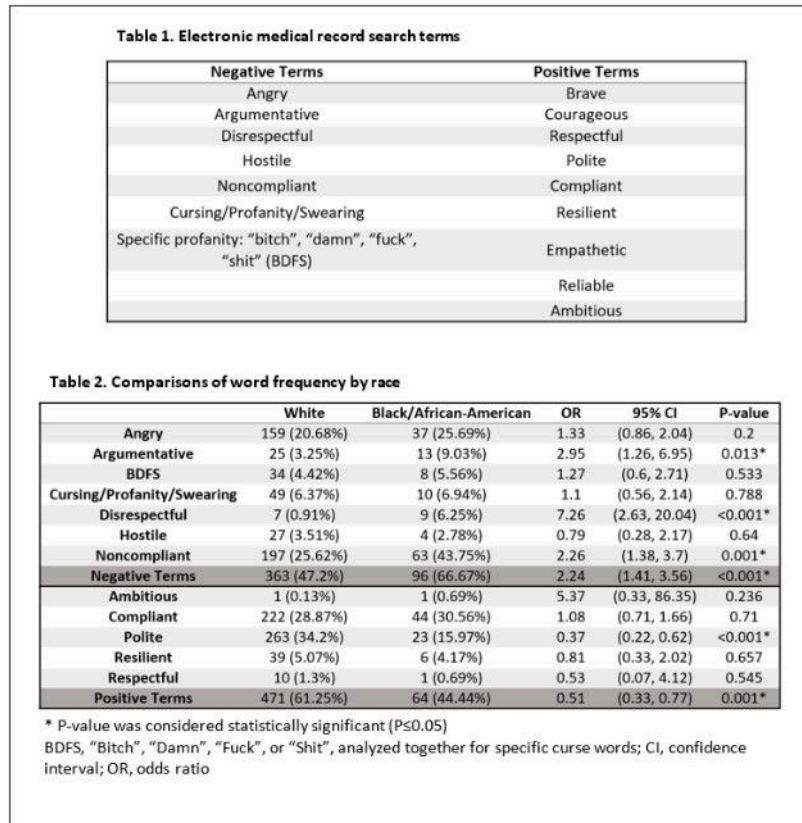 Table 1. Electronic medical record search terms
Negative Terms Positive Terms
Angry Brave
Argumentative Courageous
Disrespectful Respectful
Hostile Polite
Noncompliant Compliant
Cursing/Profanity/Swearing Resilient
Specific profanity: “bitch”, “damn”, “fuck”,
“shit” (BDFS) Empathetic
Reliable
Ambitious
Table 2. Comparisons of word frequency by race
White Black/African-American OR 95% CI P-value
Angry 159 (20.68%) 37 (25.69%) 1.33 (0.86, 2.04) 0.2
Argumentative 25 (3.25%) 13 (9.03%) 2.95 (1.26, 6.95) 0.013*
BDFS 34 (4.42%) 8 (5.56%) 1.27 (0.6, 2.71) 0.533
Cursing/Profanity/Swearing 49 (6.37%) 10 (6.94%) 1.1 (0.56, 2.14) 0.788
Disrespectful 7 (0.91%) 9 (6.25%) 7.26 (2.63, 20.04) <0.001*
Hostile 27 (3.51%) 4 (2.78%) 0.79 (0.28, 2.17) 0.64
Noncompliant 197 (25.62%) 63 (43.75%) 2.26 (1.38, 3.7) 0.001*
Negative Terms 363 (47.2%) 96 (66.67%) 2.24 (1.41, 3.56) <0.001*
Ambitious 1 (0.13%) 1 (0.69%) 5.37 (0.33, 86.35) 0.236
Compliant 222 (28.87%) 44 (30.56%) 1.08 (0.71, 1.66) 0.71
Polite 263 (34.2%) 23 (15.97%) 0.37 (0.22, 0.62) <0.001*
Resilient 39 (5.07%) 6 (4.17%) 0.81 (0.33, 2.02) 0.657
Respectful 10 (1.3%) 1 (0.69%) 0.53 (0.07, 4.12) 0.545
Positive Terms 471 (61.25%) 64 (44.44%) 0.51 (0.33, 0.77) 0.001*
* P-value was considered statistically significant (P≤0.05)
BDFS, “Bitch”, “Damn”, “Fuck”, or “Shit”, analyzed together for specific curse words; CI, confidence
interval; OR, odds ratio